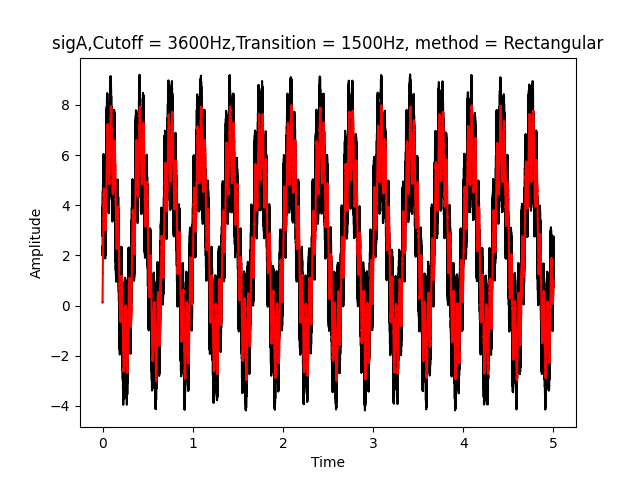 sigA,Cutoff = 3600Hz,Transition = 1500Hz, method = Rectangular
Amplitude
8
6
4
2
0
−2
−4
0 1 2 3 4 5
Time